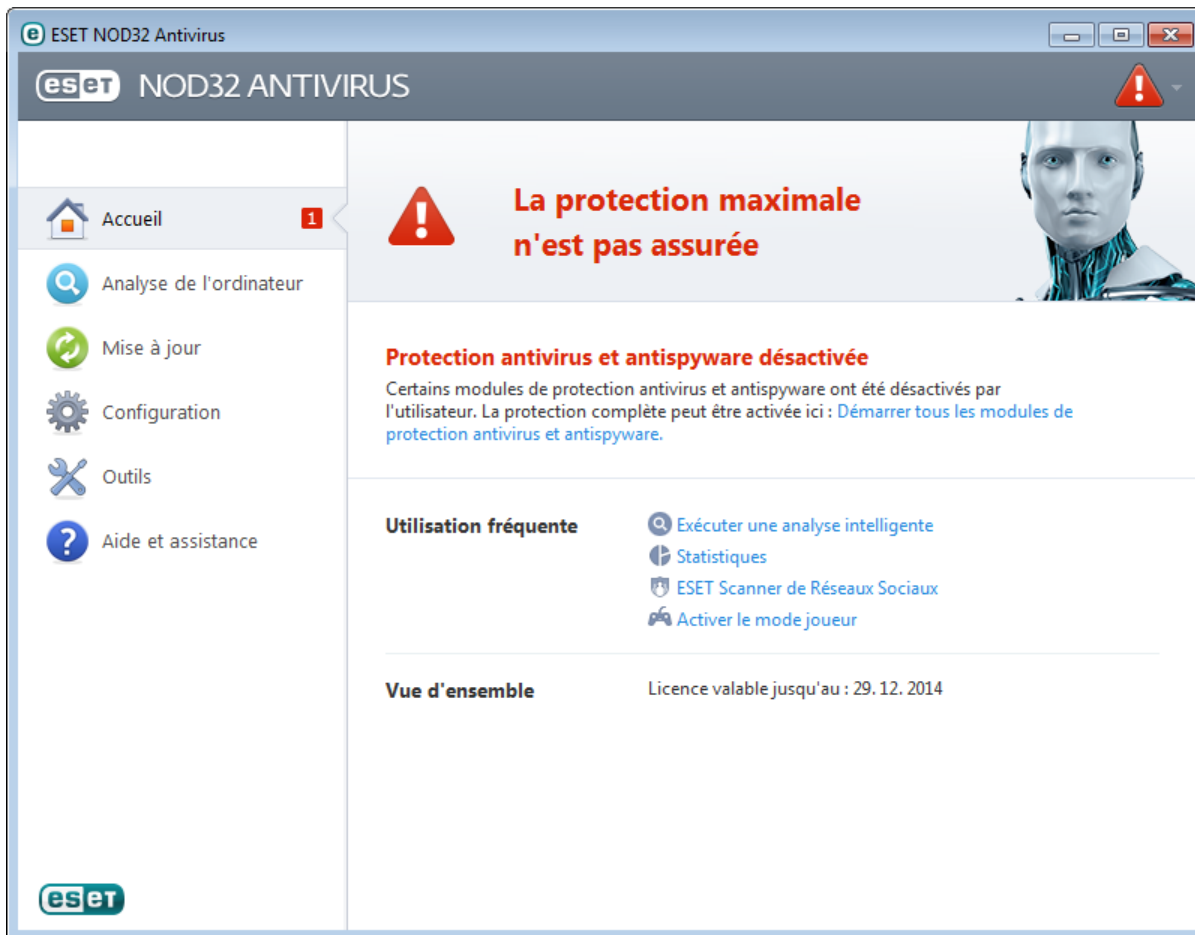 ESET NOD32 Antivirus
eset NOD32 ANTIVIRUS
Accueil 1
Analyse de l'ordinateur
Mise à jour
Configuration
Outils
Aide et assistance
La protection maximale
n'est pas assurée
Protection antivirus et antispyware désactivée
Certains modules de protection antivirus et antispyware ont été désactivés par
l'utilisateur. La protection complète peut être activée ici : Démarrer tous les modules de
protection antivirus et antispyware.
Utilisation fréquente
Exécuter une analyse intelligente
Statistiques
ESET Scanner de Réseaux Sociaux
Activer le mode joueur
Vue d'ensemble
Licence valable jusqu'au : 29. 12. 2014
eset